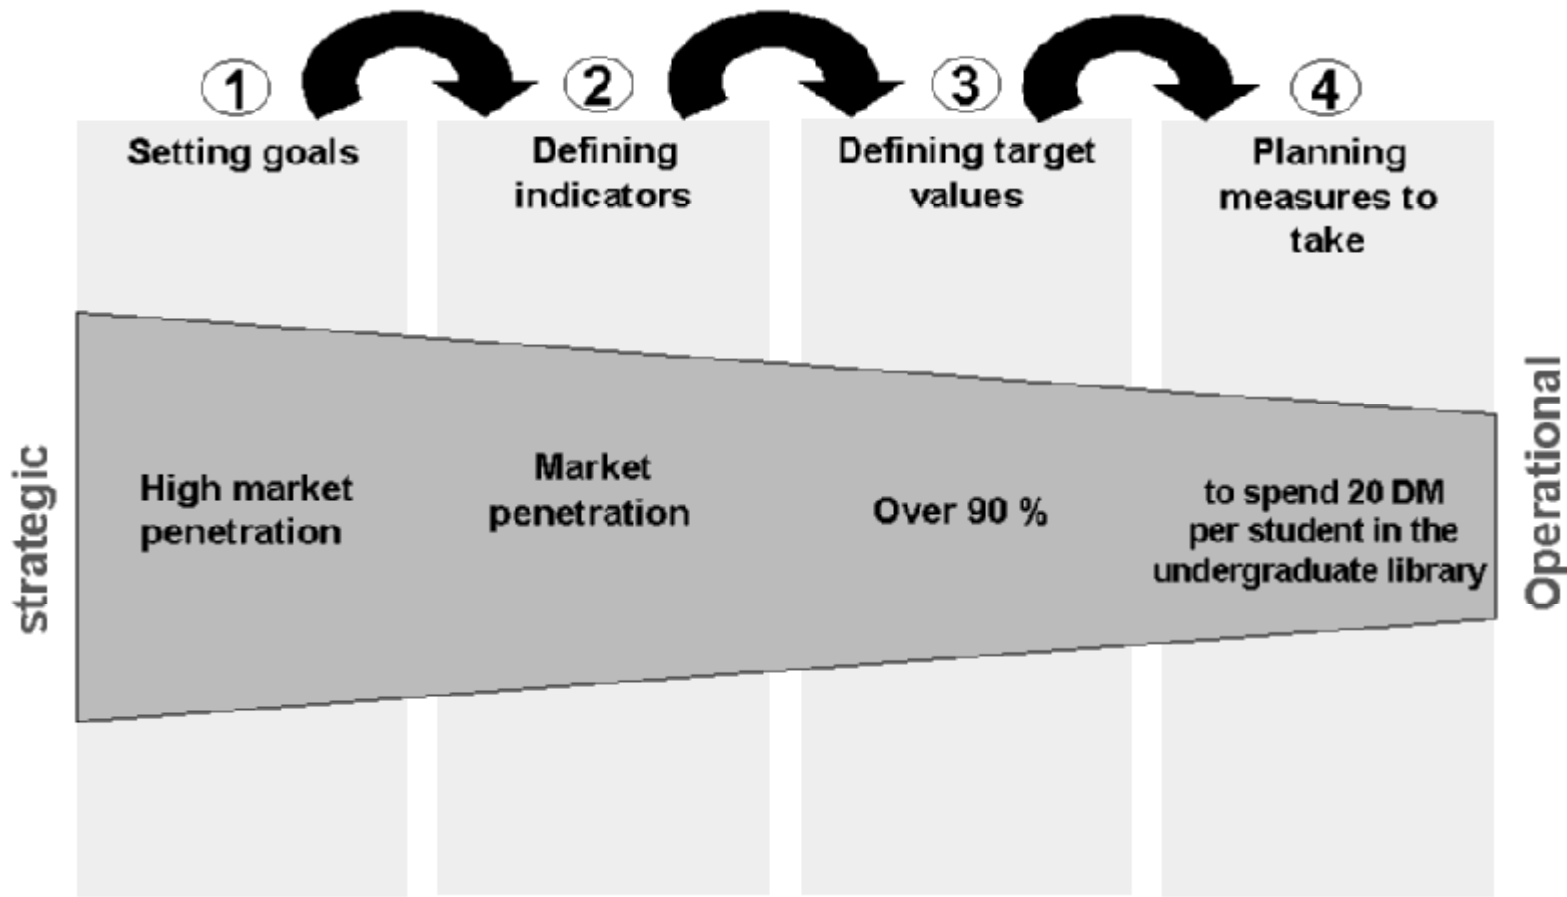 1
2
3
4
Setting goals
Defining
indicators
Defining target
values
Planning
measures to
take
strategic
High market
penetration
Market
penetration
Over 90 %
to spend 20 DM
per student in the
undergraduate library
Operational